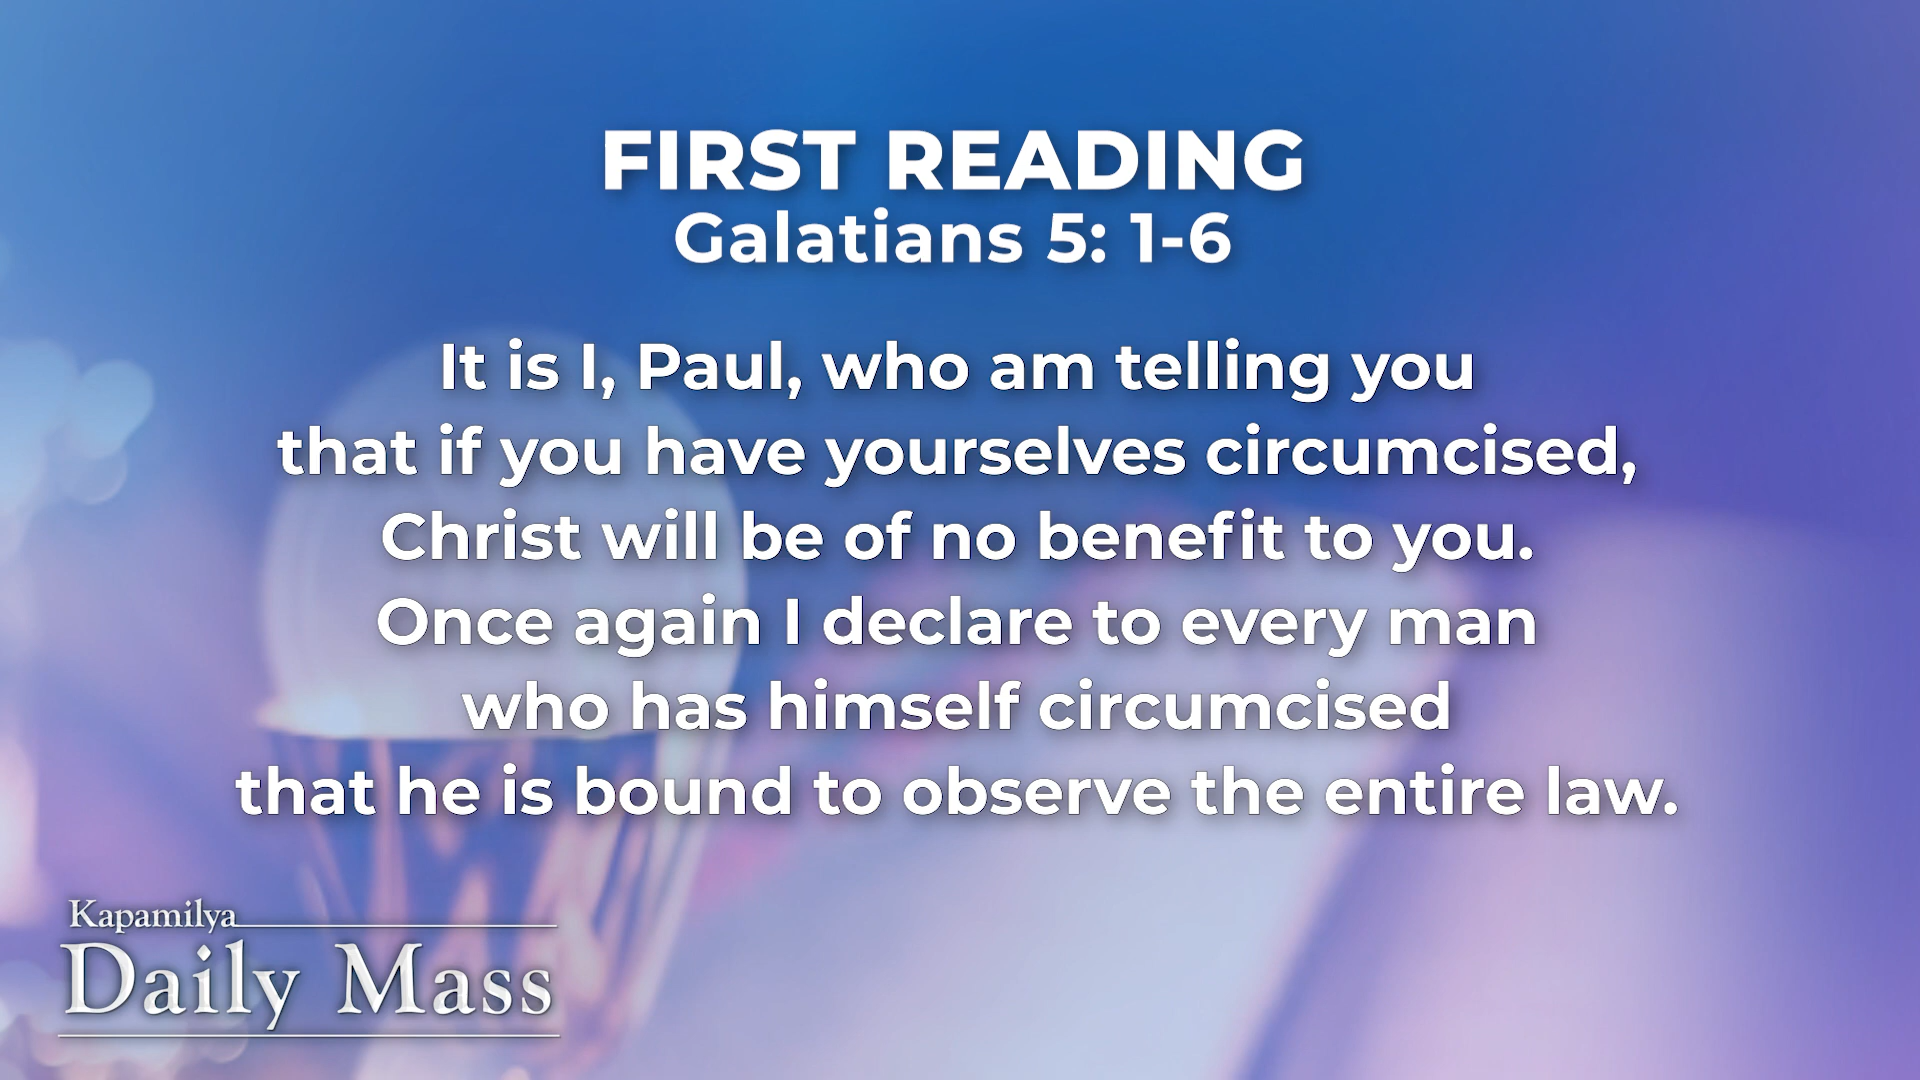 FIRST READING
Galatians 5: 1-6
It is I, Paul, who am telling you
that if you have yourselves circumcised,
Christ will be of no benefit to you.
Once again I declare to every man
who has himself circumcised
that he is bound to observe the entire law.
Kapamilya
Daily Mass